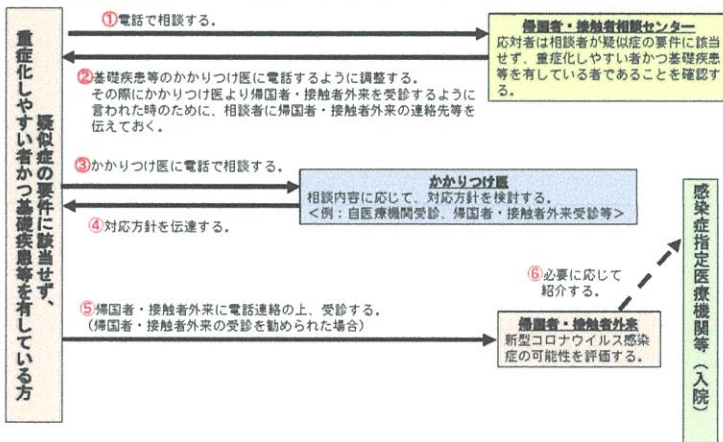 疑似症の要件に該当せず、
重症化しやすい者かつ基礎疾患等を有している方
①電話で相談する。
帰国者・接触者相談センター
応対者は相談者が疑似症の要件に該当
せず、重症化しやすい者かつ基礎疾患
等を有している者であることを確認す
る。
②基礎疾患等のかかりつけ医に電話するように調整する。
その際にかかりつけ医より帰国者・接触者外来を受診するように
言われた時のために、相談者に帰国者・接触者外来の連絡先等を
伝えておく。
③かかりつけ医に電話で相談する。
かかりつけ医
相談内容に応じて、対応方針を検討する。
＜例：自医療機関受診、帰国者・接触者外来受診等＞
④対応方針を伝達する。
⑤帰国者・接触者外来に電話連絡の上、受診する。
（帰国者・接触者外来の受診を勧められた場合）
⑥必要に応じて
紹介する。
帰国者・接触者外来
新型コロナウイルス感染
症の可能性を評価する。
感染症指定医療機関等（入院）